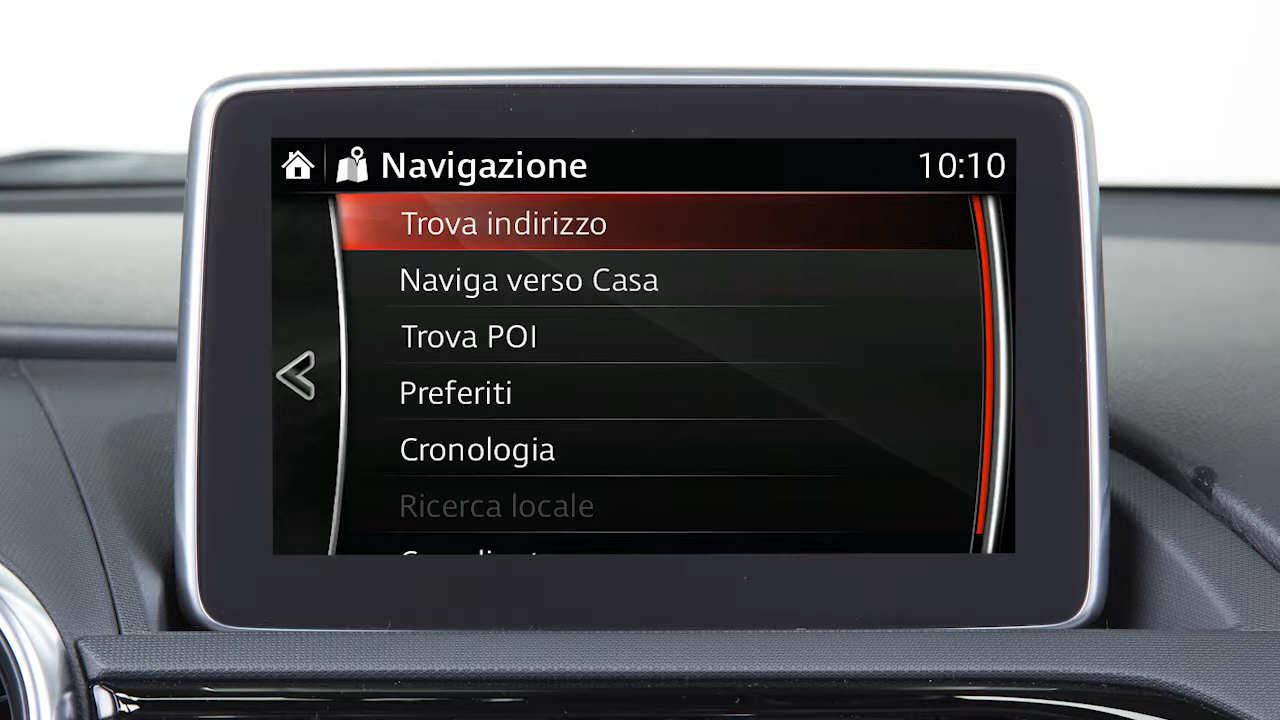 Navigazione
10:10
Trova indirizzo
Naviga verso Casa
Trova POI
Preferiti
Cronologia
Ricerca locale